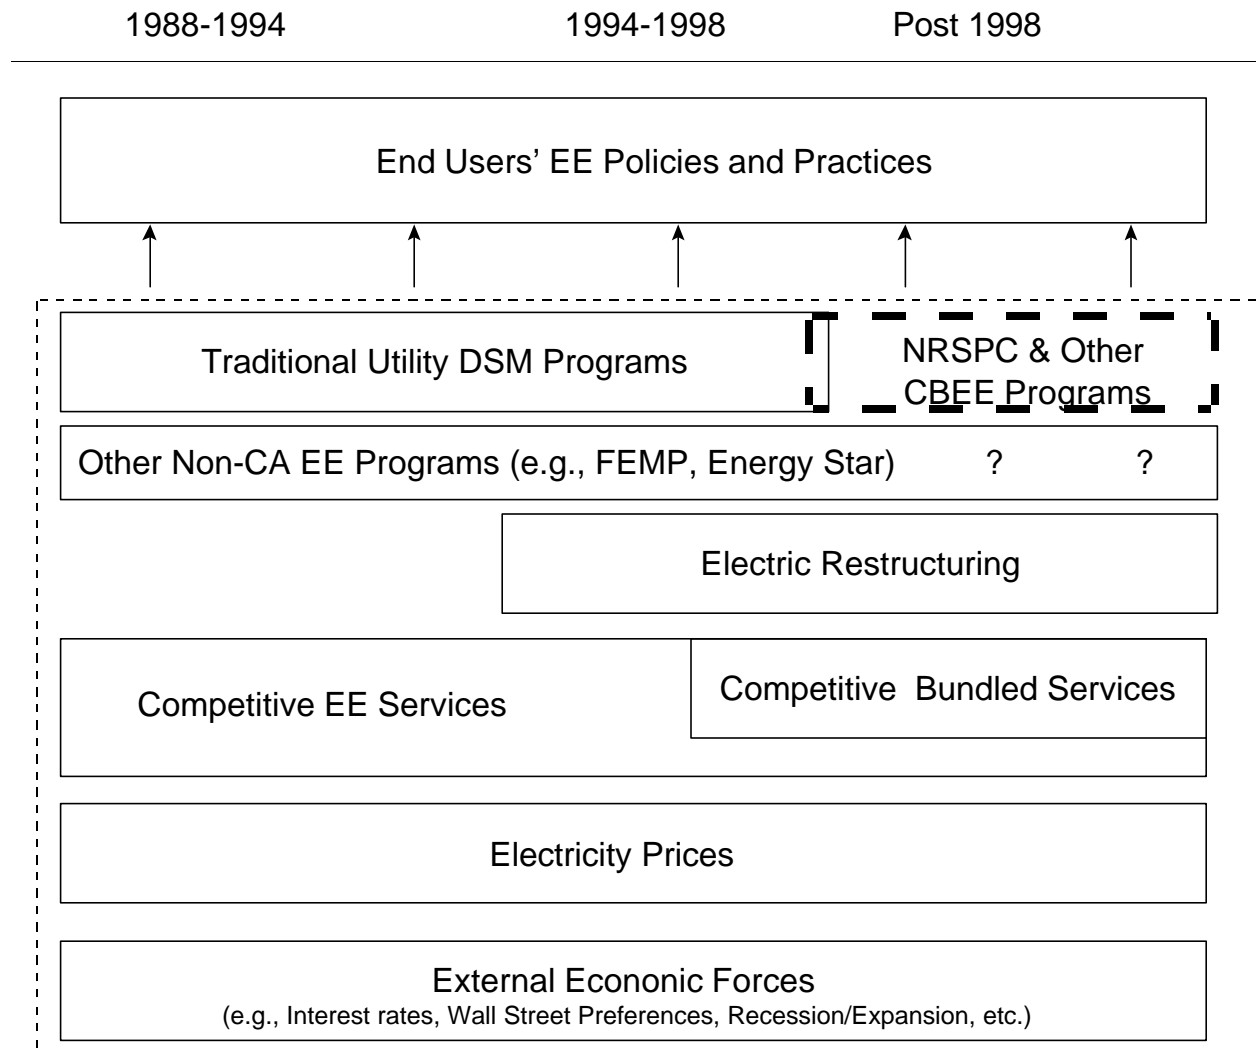 1988-1994 1994-1998 Post 1998
End Users’ EE Policies and Practices
Traditional Utility DSM Programs
NRSPC & Other
CBEE Programs
Other Non-CA EE Programs (e.g., FEMP, Energy Star) ? ?
Electric Restructuring
Competitive EE Services
Competitive Bundled Services
Electricity Prices
External Econonic Forces
(e.g., Interest rates, Wall Street Preferences, Recession/Expansion, etc.)